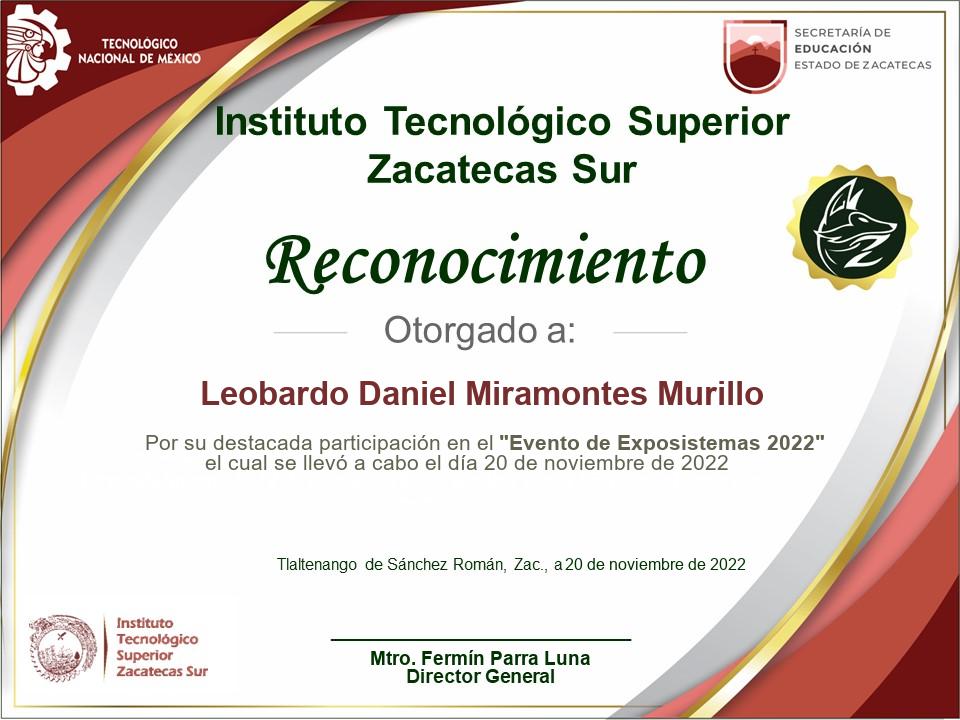 TECNOLÓGICO
NACIONAL DE MÉXICO
SECRETARÍA DE
EDUCACIÓN
ESTADO DE ZACATECAS
Instituto Tecnológico Superior
Zacatecas Sur
Reconocimiento
Otorgado a:
Leobardo Daniel Miramontes Murillo
Por su destacada participación en el "Evento de Exposistemas 2022"
el cual se llevó a cabo el día 20 de noviembre de 2022
Tlaltenango de Sánchez Román, Zac., a 20 de noviembre de 2022
Instituto
Tecnológico
Superior
Zacatecas Sur
Mtro. Fermín Parra Luna
Director General